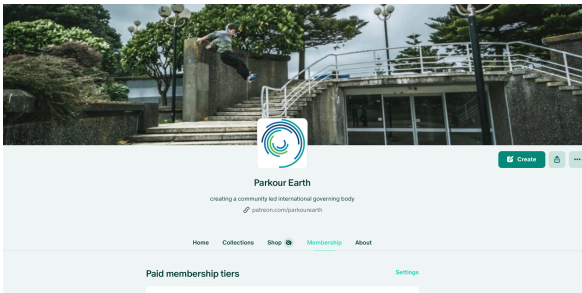 Create
Parkour Earth
creating a community led international governing body
patreon.com/parkourearth
Home Collections Shop Membership About
Paid membership tiers Settings